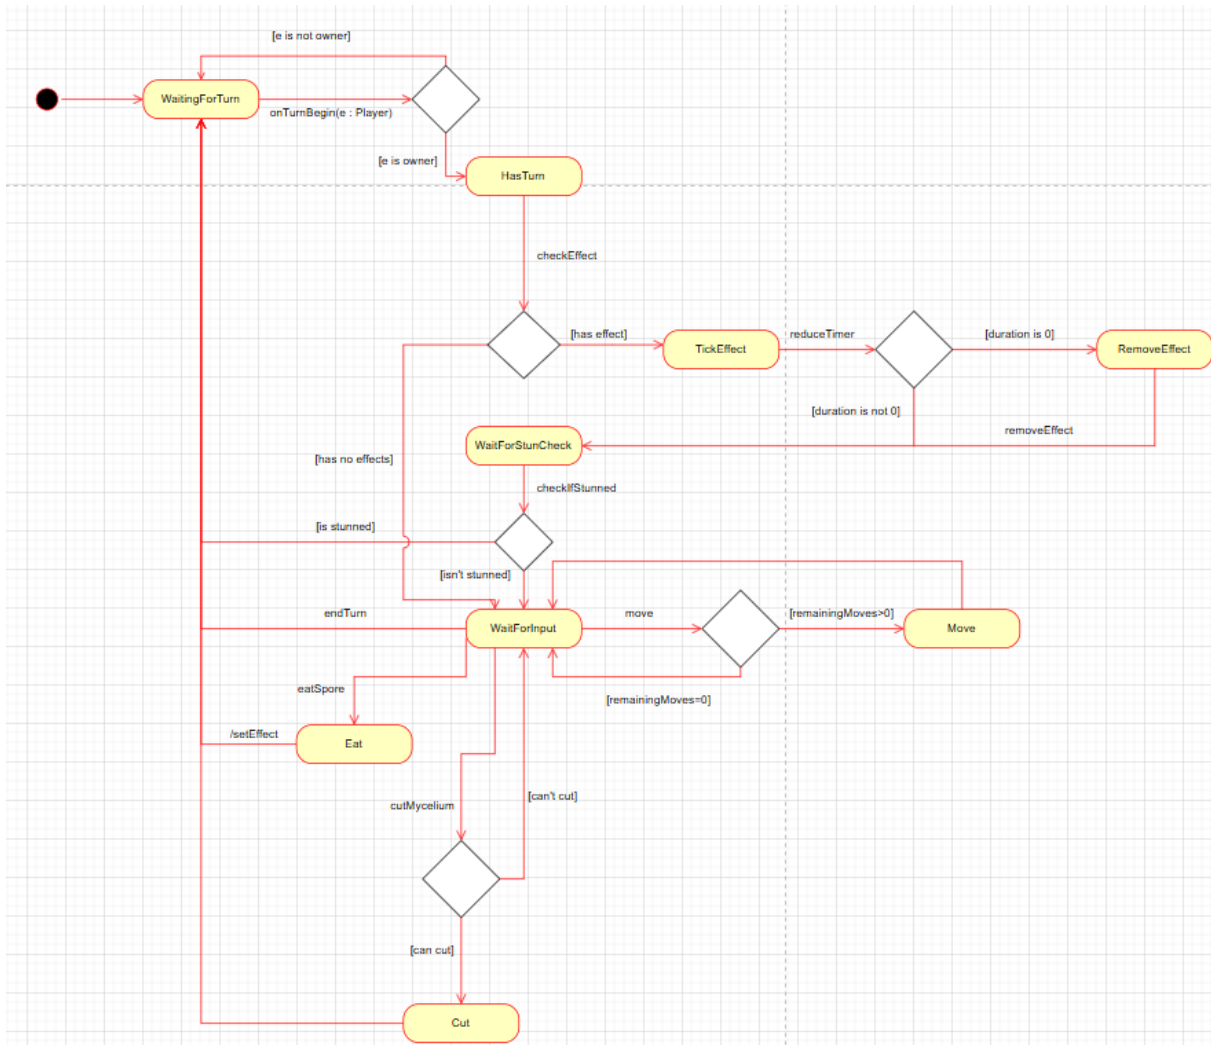 [e is not owner]
WaitingForTurn
onTurnBegin(e : Player)
[e is owner]
HasTurn
checkEffect
[has effect]
TickEffect
reduceTimer
[duration is 0]
RemoveEffect
[duration is not 0]
removeEffect
WaitForStunCheck
[has no effects]
checkIfStunned
[is stunned]
[isn't stunned]
endTurn
WaitForInput
move
[remainingMoves>0]
Move
eatSpore
[remainingMoves=0]
/setEffect
Eat
cutMycelium
[can't cut]
[can cut]
Cut